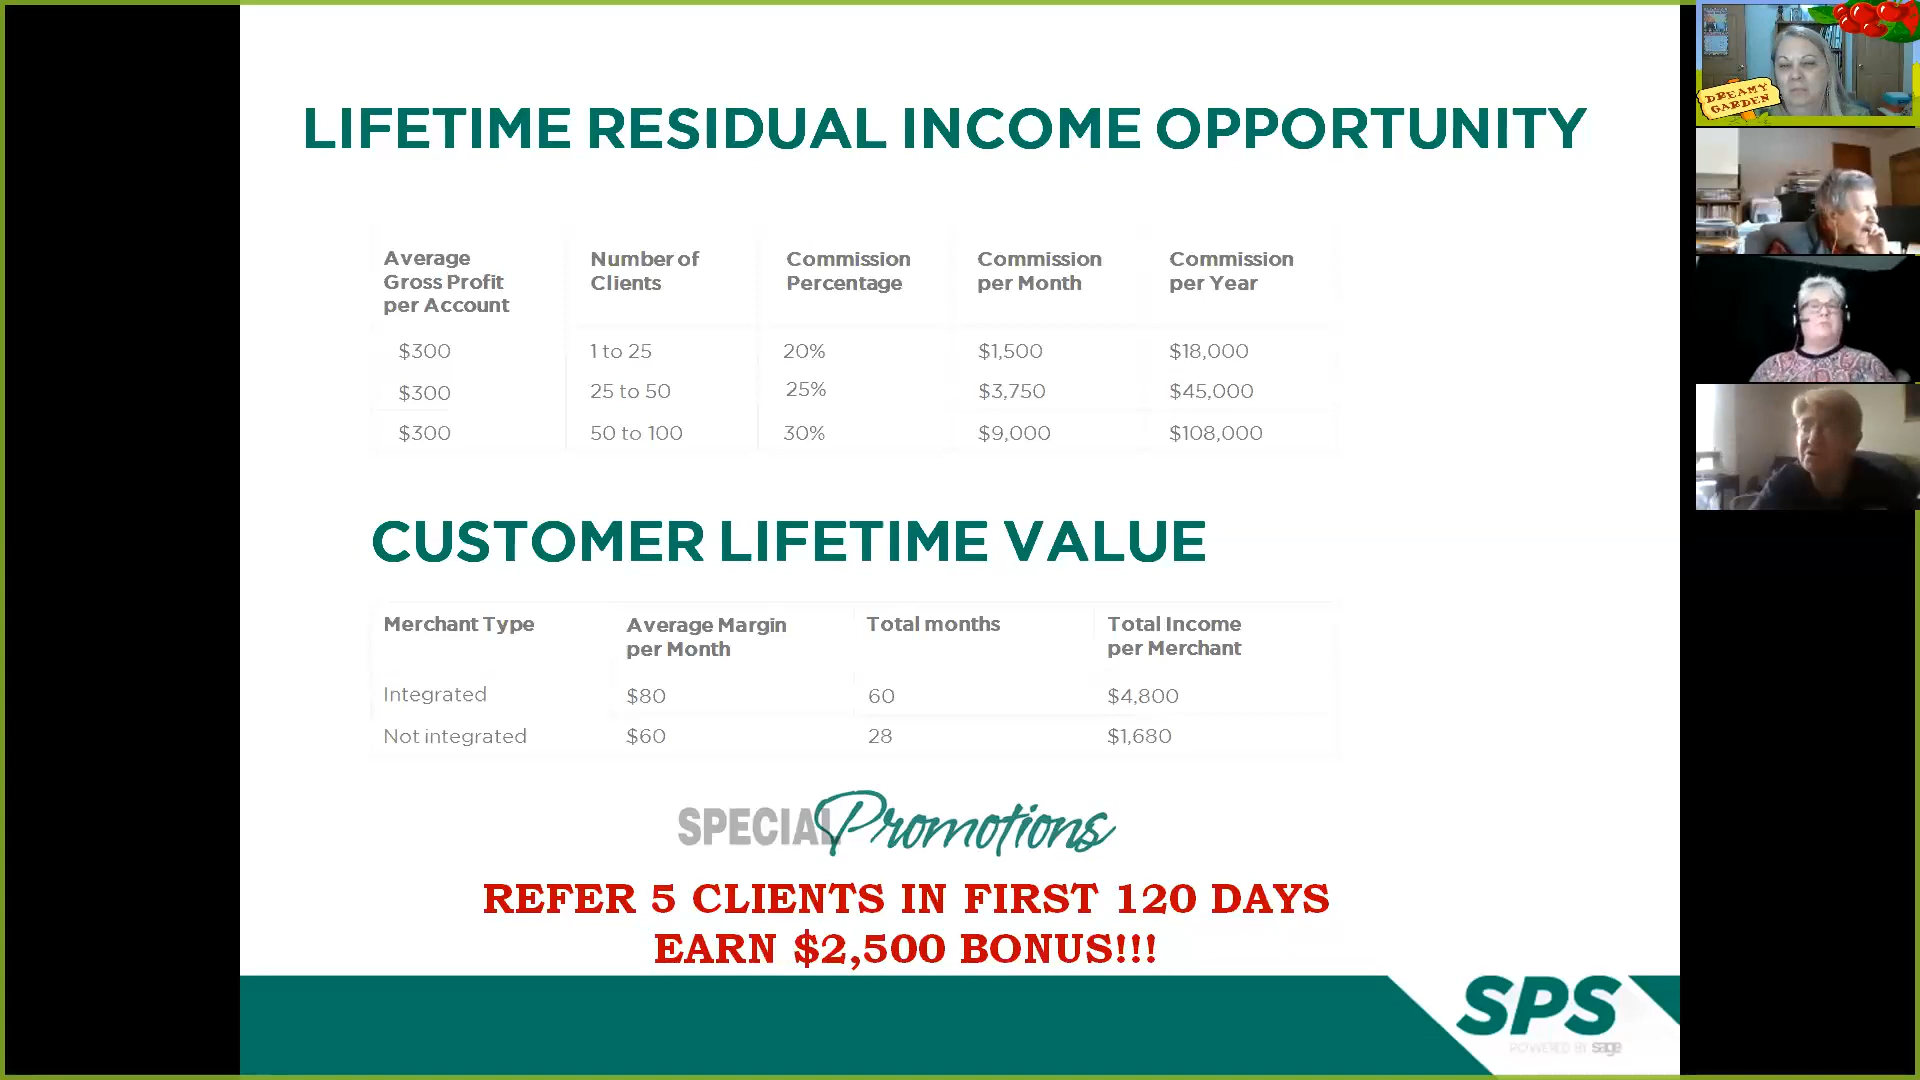 LIFETIME RESIDUAL INCOME OPPORTUNITY
Average Gross Profit per Account
Number of Clients
Commission Percentage
Commission per Month
Commission per Year
$300 1 to 25 20% $1,500 $18,000
$300 25 to 50 25% $3,750 $45,000
$300 50 to 100 30% $9,000 $108,000
CUSTOMER LIFETIME VALUE
Merchant Type
Average Margin per Month
Total months
Total Income per Merchant
Integrated $80 60 $4,800
Not integrated $60 28 $1,680
SPECIAL Promotions
REFER 5 CLIENTS IN FIRST 120 DAYS
EARN $2,500 BONUS!!!
SPS
POWERED BY sage
DREAMY
GARDEN